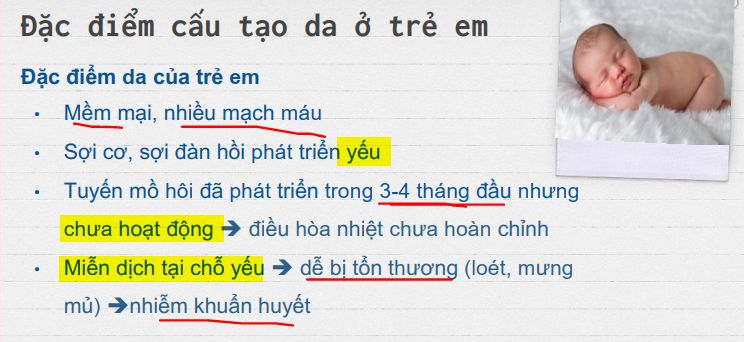 Đặc điểm cấu tạo da ở trẻ em
Đặc điểm da của trẻ em
• Mềm mại, nhiều mạch máu
• Sợi cơ, sợi đàn hồi phát triển yếu
• Tuyến mồ hôi đã phát triển trong 3-4 tháng đầu nhưng
chưa hoạt động ➔ điều hòa nhiệt chưa hoàn chỉnh
• Miễn dịch tại chỗ yếu ➔ dễ bị tổn thương (loét, mưng
mủ) ➔nhiễm khuẩn huyết